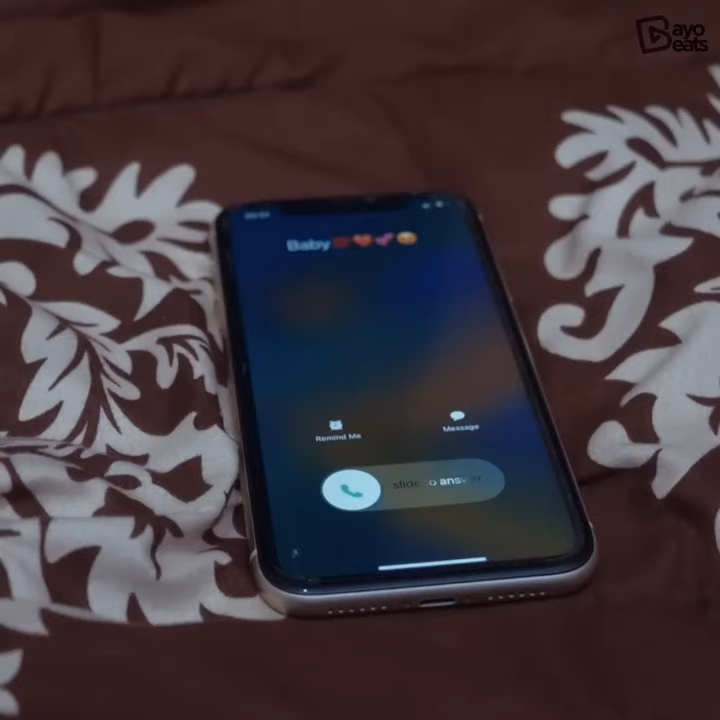 Bayo
Beats
Baby💯❤️💕😍
Remind Me
Message
slide to answer